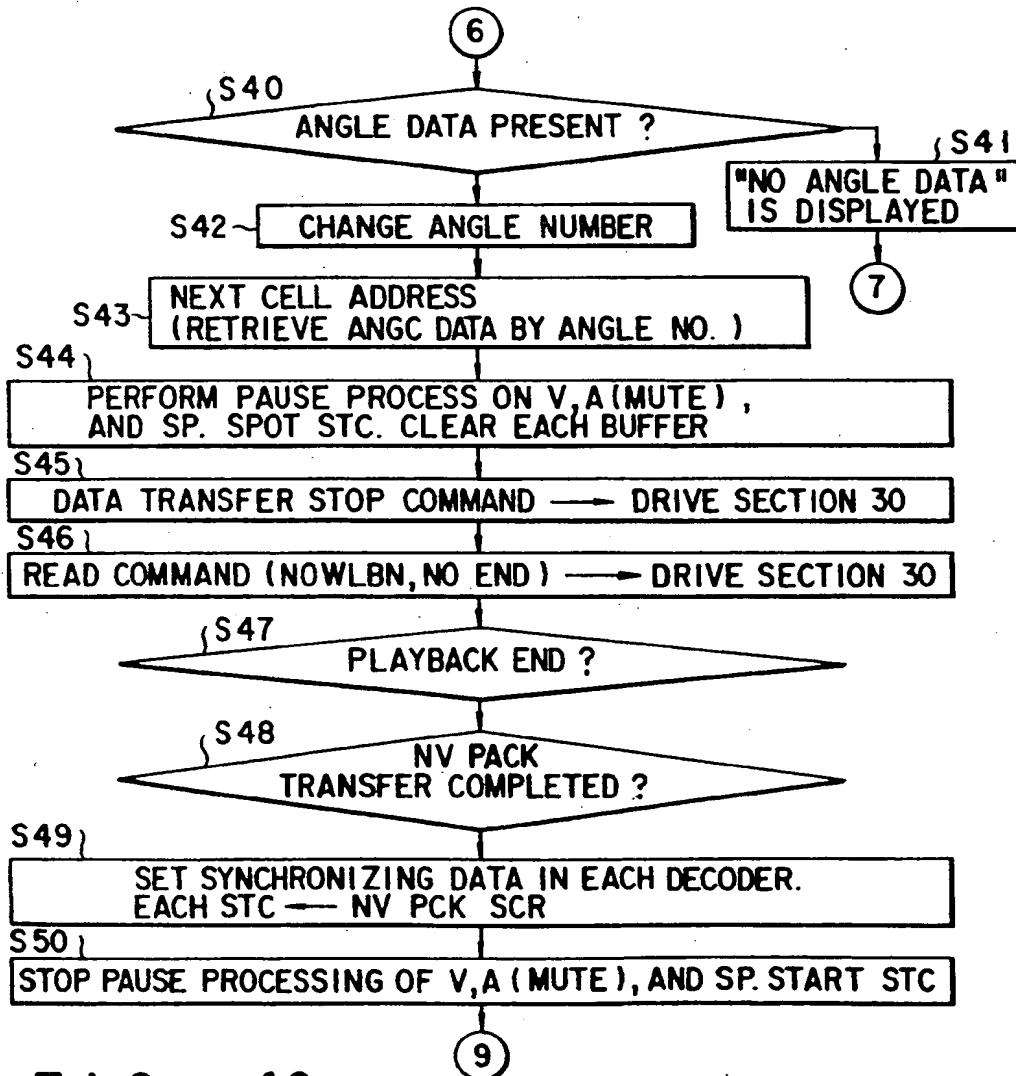 6
S40
ANGLE DATA PRESENT ?
S41
"NO ANGLE DATA"
IS DISPLAYED
7
S42
CHANGE ANGLE NUMBER
S43
NEXT CELL ADDRESS
(RETRIEVE ANGC DATA BY ANGLE NO. )
S44
PERFORM PAUSE PROCESS ON V,A(MUTE) ,
AND SP. SPOT STC. CLEAR EACH BUFFER
S45
DATA TRANSFER STOP COMMAND → DRIVE SECTION 30
S46
READ COMMAND (NOWLBN,NO END) → DRIVE SECTION 30
S47
PLAYBACK END ?
S48
NV PACK
TRANSFER COMPLETED ?
S49
SET SYNCHRONIZING DATA IN EACH DECODER.
EACH STC ← NV PCK SCR
S50
STOP PAUSE PROCESSING OF V,A (MUTE), AND SP. START STC
9